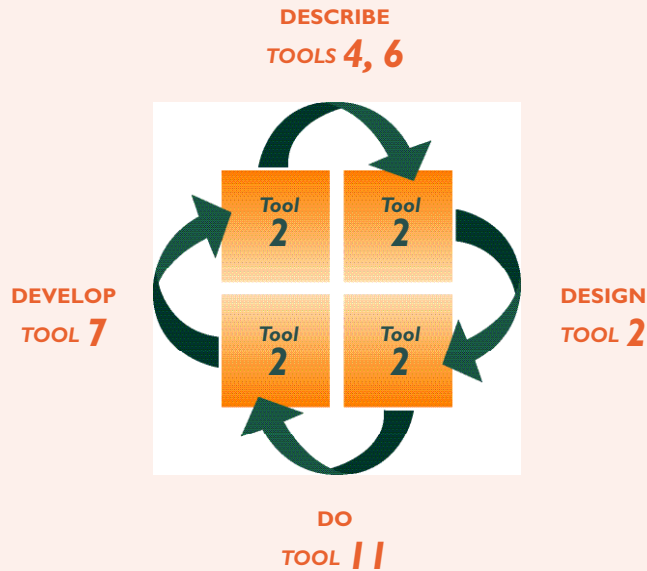 DESCRIBE
TOOLS 4, 6
Tool
2
Tool
2
DEVELOP
TOOL 7
DESIGN
TOOL 2
Tool
2
Tool
2
DO
TOOL 11